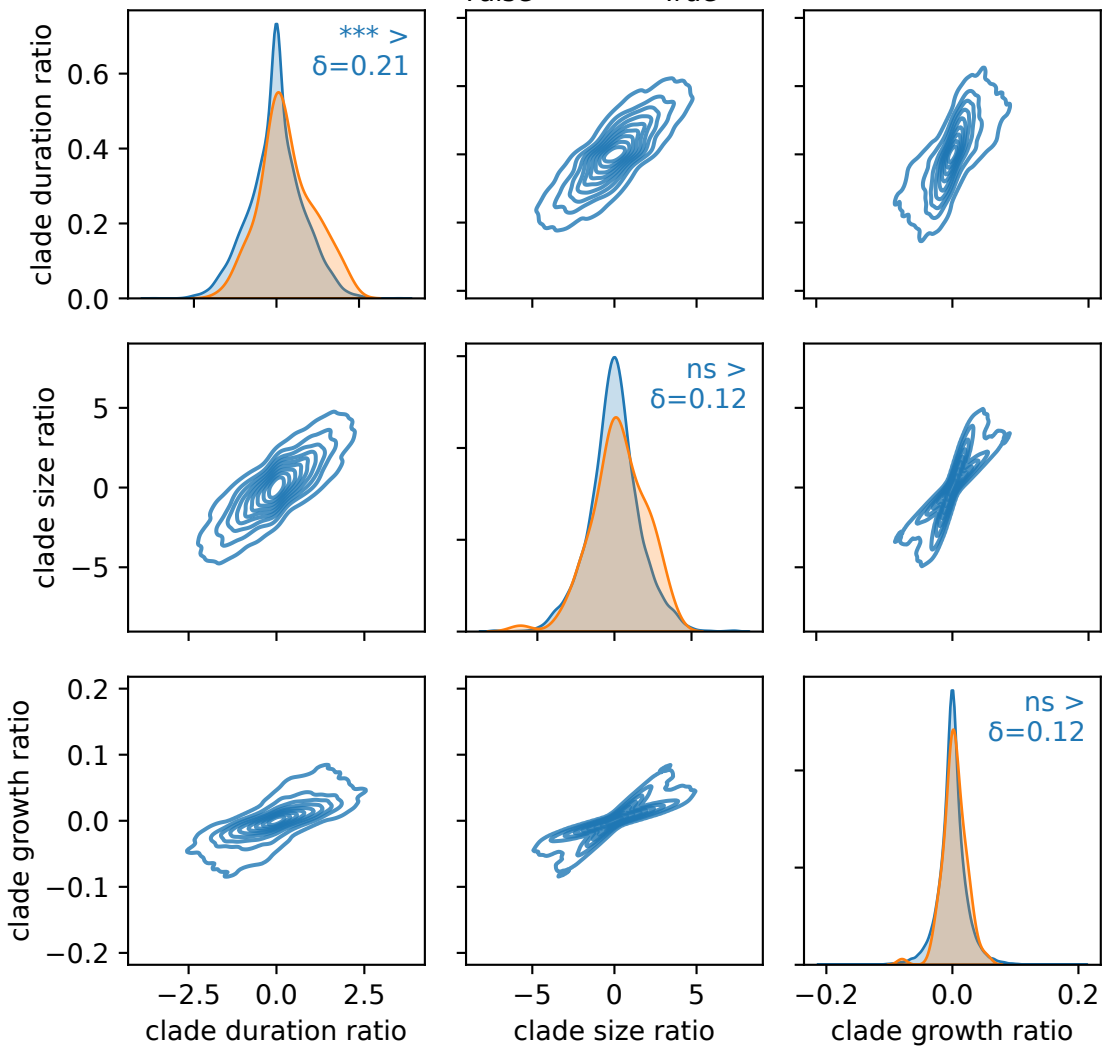 *** >
δ=0.21
clade duration ratio
0.6
0.4
0.2
0.0
ns >
δ=0.12
clade size ratio
5
0
−5
ns >
δ=0.12
clade growth ratio
0.2
0.1
0.0
−0.1
−0.2
−2.5 0.0 2.5 −5 0 5 −0.2 0.0 0.2
clade duration ratio clade size ratio clade growth ratio